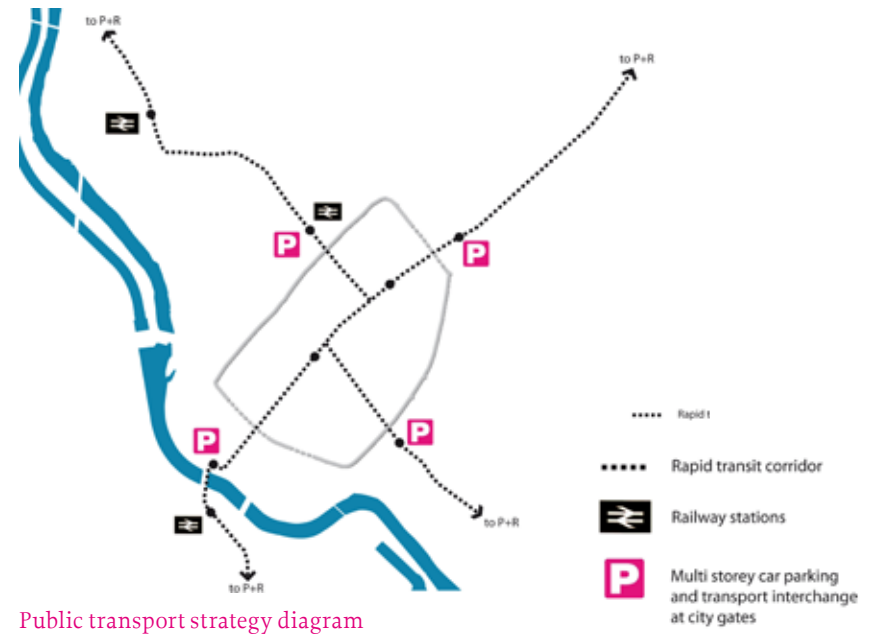 to P+R
to P+R
P
P
P
P
to P+R
to P+R
Rapid t
Rapid transit corridor
Railway stations
P
Multi storey car parking
and transport interchange
at city gates
Public transport strategy diagram